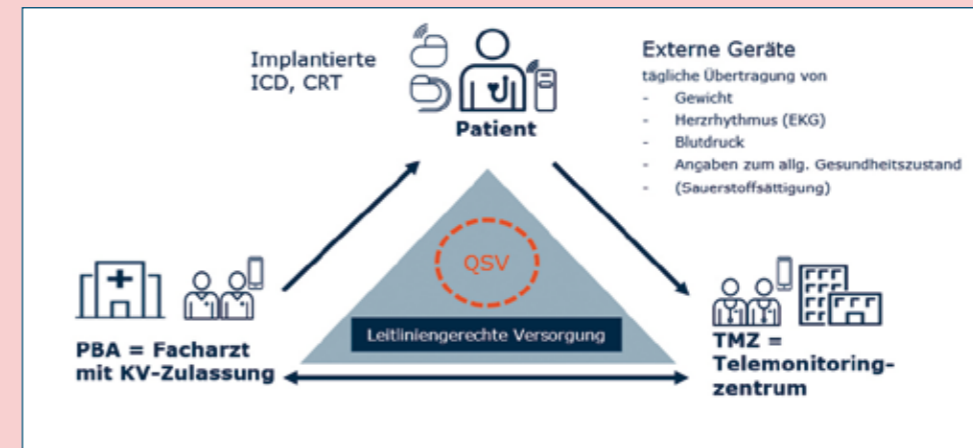 Implantierte
ICD, CRT
Patient
Externe Geräte
tägliche Übertragung von
- Gewicht
- Herzrhythmus (EKG)
- Blutdruck
- Angaben zum allg. Gesundheitszustand
- (Sauerstoffsättigung)
QSV
Leitliniengerechte Versorgung
PBA = Facharzt
mit KV-Zulassung
TMZ =
Telemonitoring-
zentrum